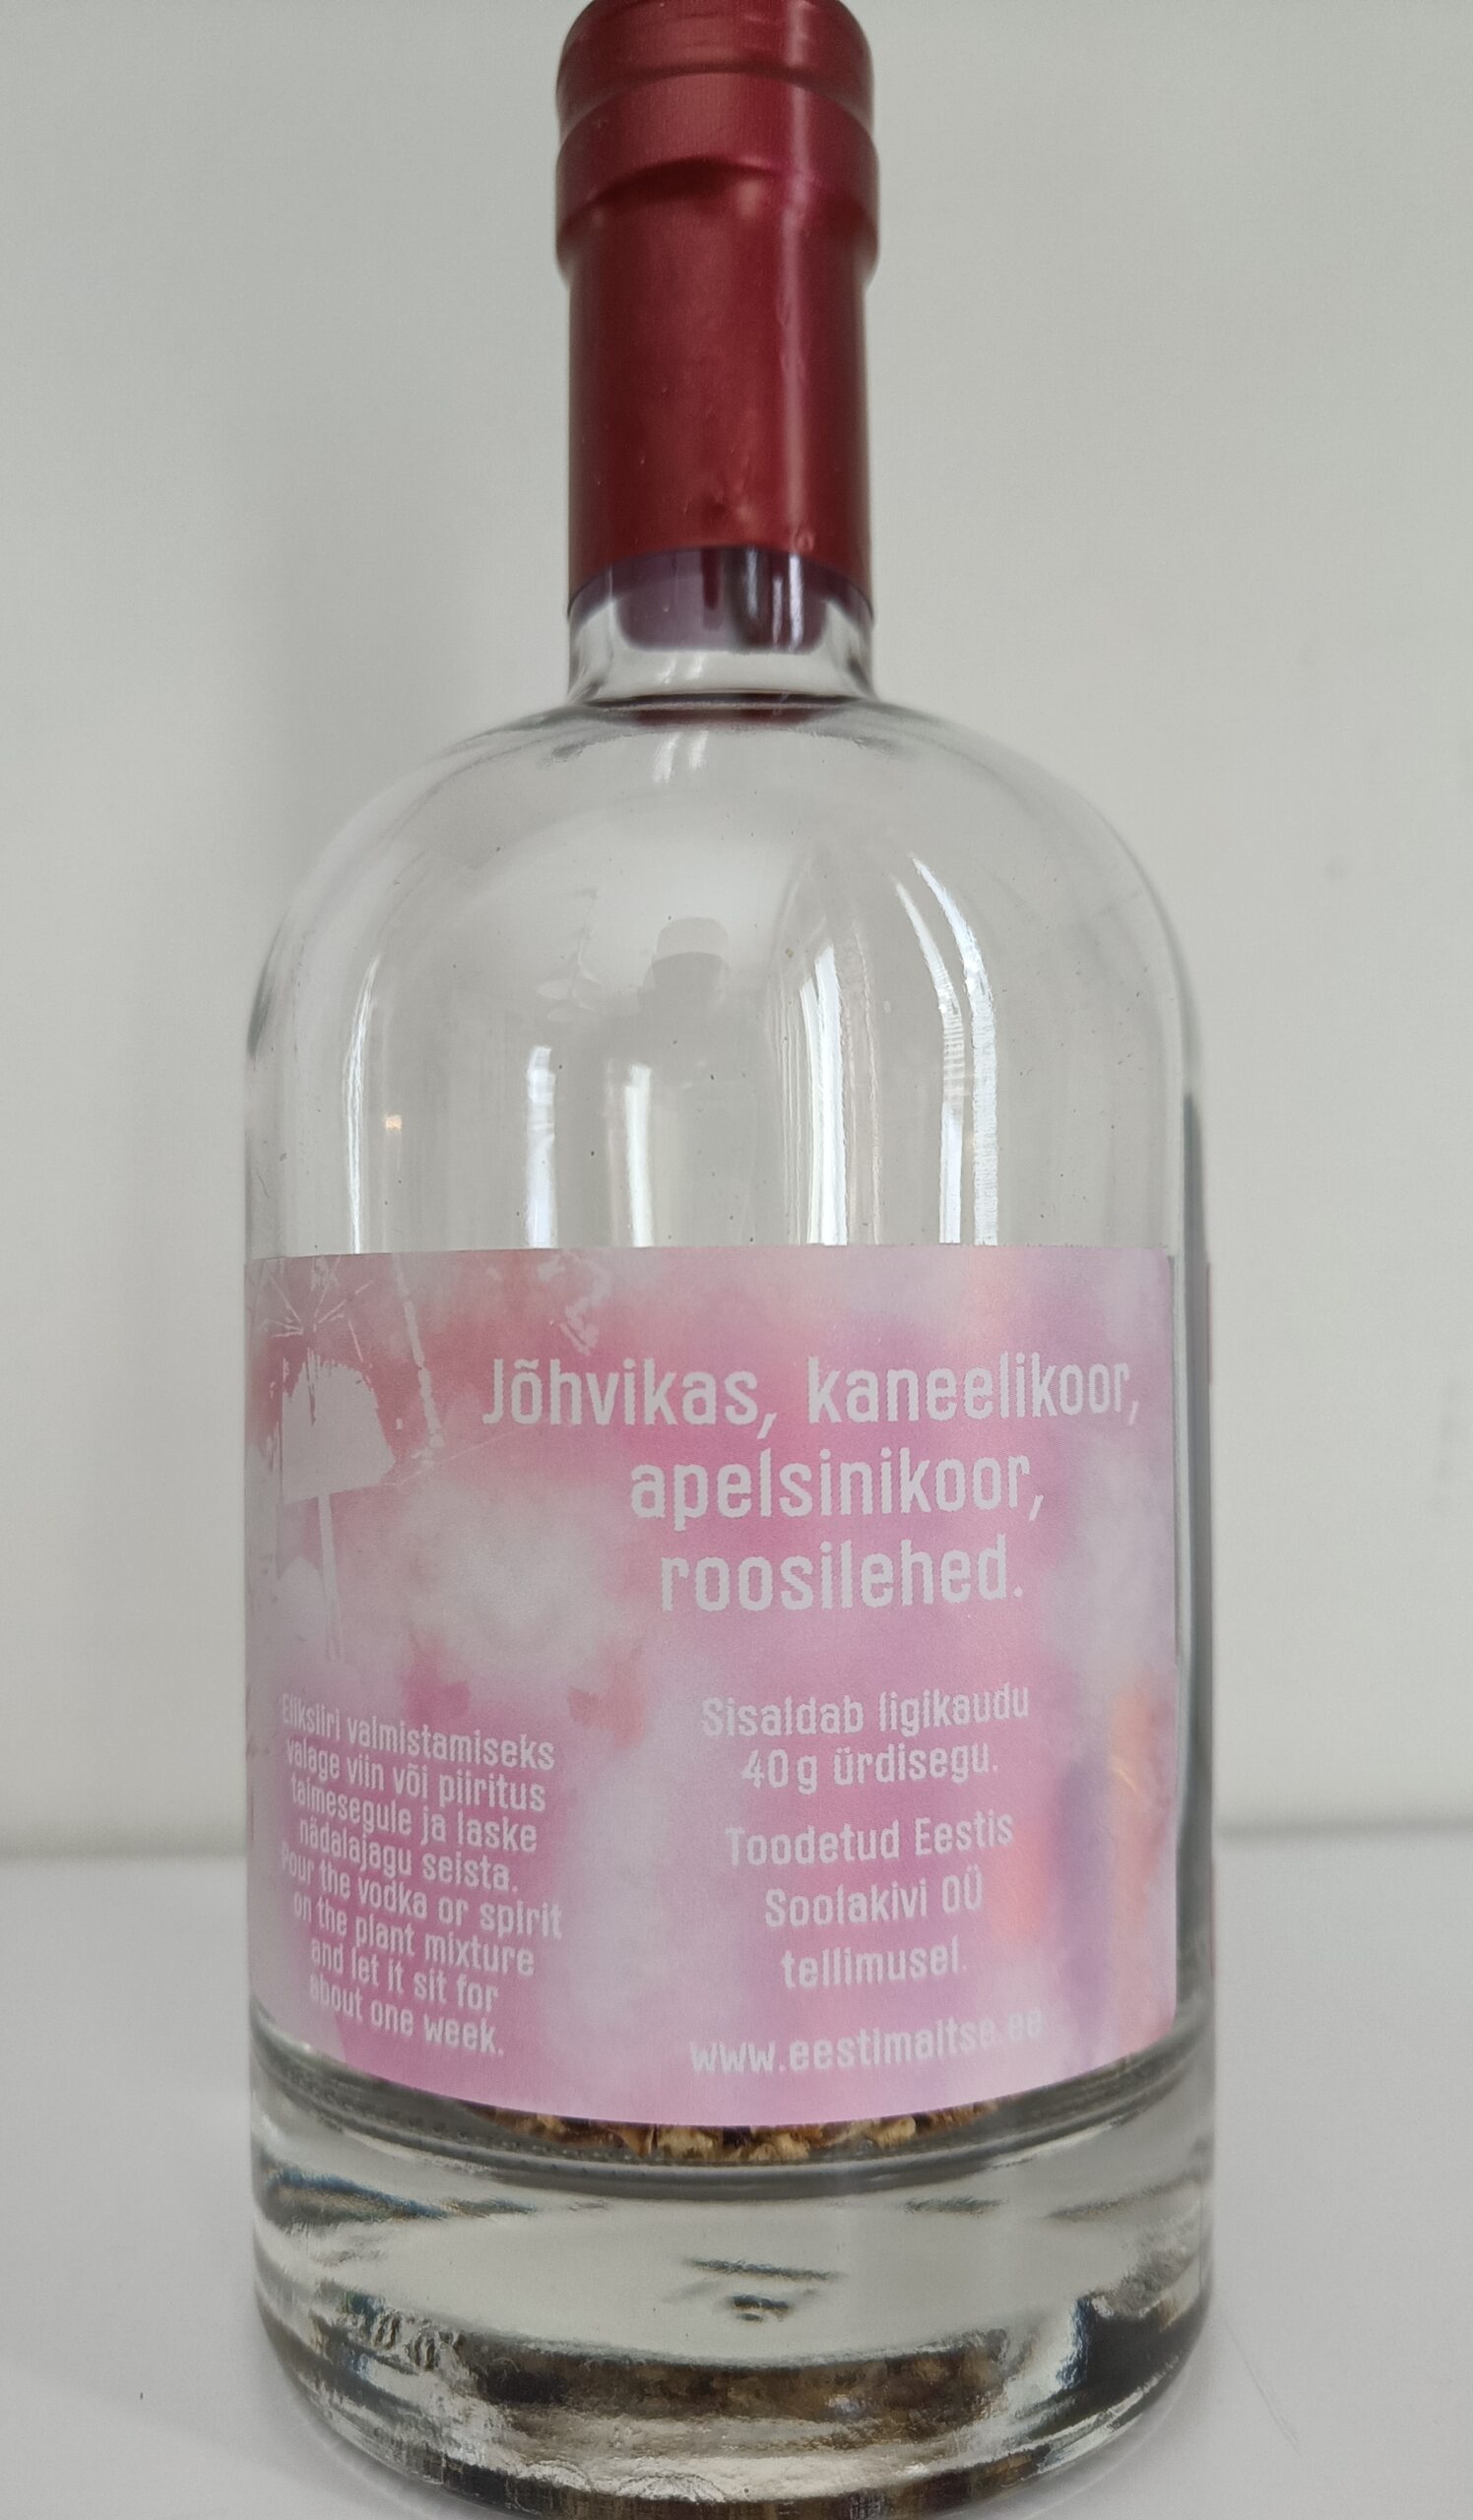 Jõhvikas, kaneelikoor,
apelsinikoor,
roosilehed.
Eliksiiri valmistamiseks
valage viin või piiritus
taimesegule ja laske
nädalajagu seista.
Pour the vodka or spirit
on the plant mixture
and let it sit for
about one week.
Sisaldab ligikaudu
40 g ürdisegu.
Toodetud Eestis
Soolakivi OÜ
tellimusel.
www.eestimaitse.ee